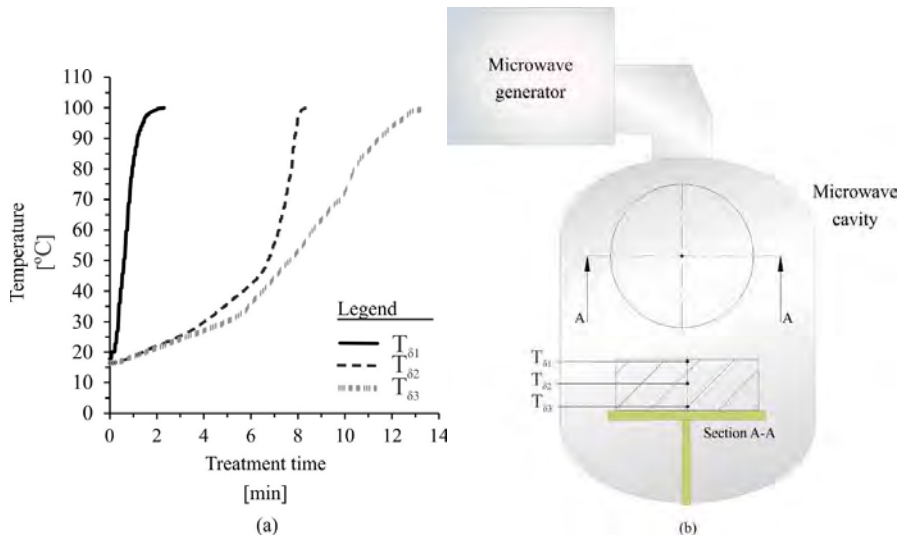 (a)
110
100
90
80
70
60
50
40
30
20
10
0
Temperature
[°C]
0 2 4 6 8 10 12 14
Treatment time
[min]
Legend
Tδ1
Tδ2
Tδ3
(a)
Microwave
generator
Microwave
cavity
A A
Tδ1
Tδ2
Tδ3
Section A-A
(b)